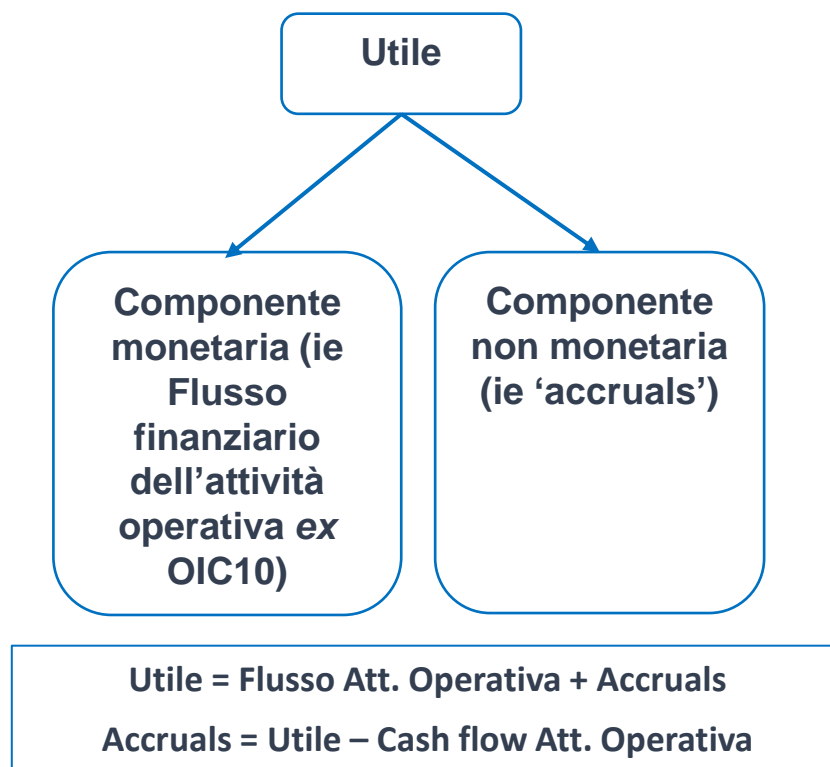 Utile
Componente
monetaria (ie
Flusso
finanziario
dell’attività
operativa ex
OIC10)
Componente
non monetaria
(ie ‘accruals’)
Utile = Flusso Att. Operativa + Accruals
Accruals = Utile – Cash flow Att. Operativa